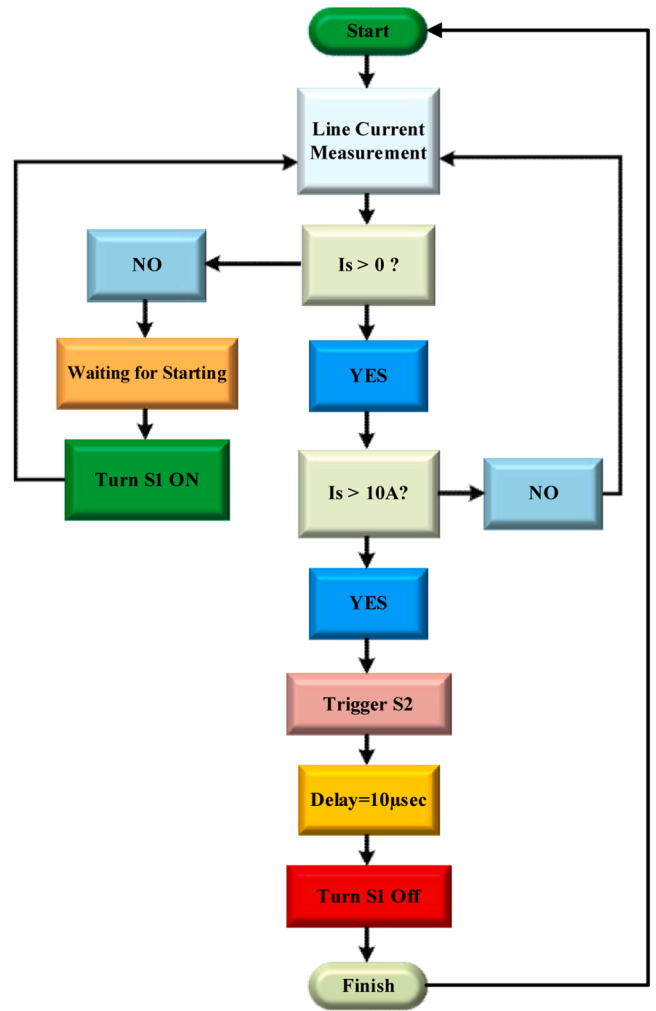 Start
Line Current
Measurement
Is > 0 ?
NO
Waiting for Starting
Turn S1 ON
YES
Is > 10A?
NO
YES
Trigger S2
Delay=10μsec
Turn S1 Off
Finish